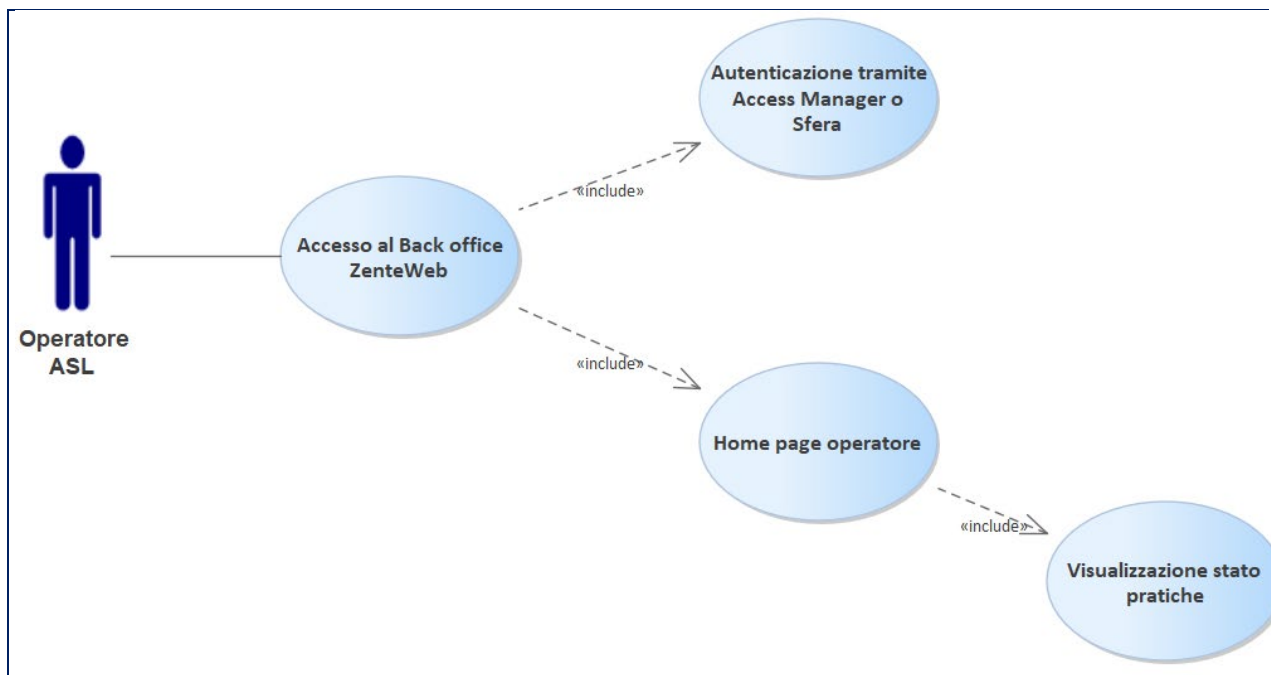 Autenticazione tramite
Access Manager o
Sfera
«include»
Accesso al Back office
ZenteWeb
Operatore
ASL
«include»
Home page operatore
«include»
Visualizzazione stato
pratiche